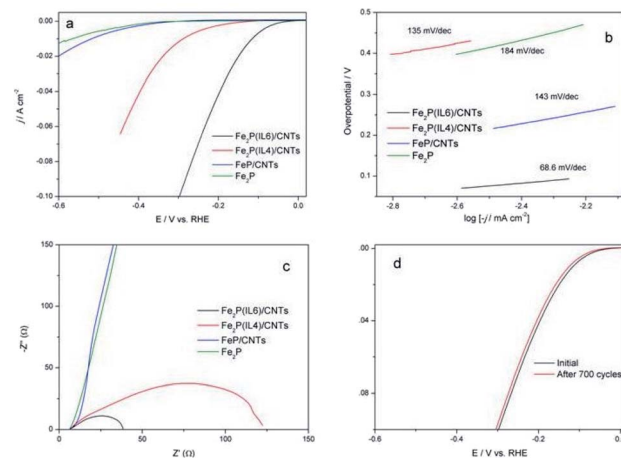 a
0.00
-0.02
-0.04
-0.06
-0.08
-0.10
j / A cm⁻²
Fe₂P(IL6)/CNTs
Fe₂P(IL4)/CNTs
FeP/CNTs
Fe₂P
-0.6
-0.4
-0.2
0.0
E / V vs. RHE
b
0.5
0.4
0.3
0.2
0.1
Overpotential / V
135 mV/dec
184 mV/dec
143 mV/dec
68.6 mV/dec
Fe₂P(IL6)/CNTs
Fe₂P(IL4)/CNTs
FeP/CNTs
Fe₂P
-2.8
-2.6
-2.4
-2.2
log [-j / mA cm⁻²]
c
150
100
50
0
-Z'' (Ω)
Fe₂P(IL6)/CNTs
Fe₂P(IL4)/CNTs
FeP/CNTs
Fe₂P
0
50
100
150
Z' (Ω)
d
.00
.04
.08
Initial
After 700 cycles
-0.6
-0.4
-0.2
0.0
E / V vs. RHE